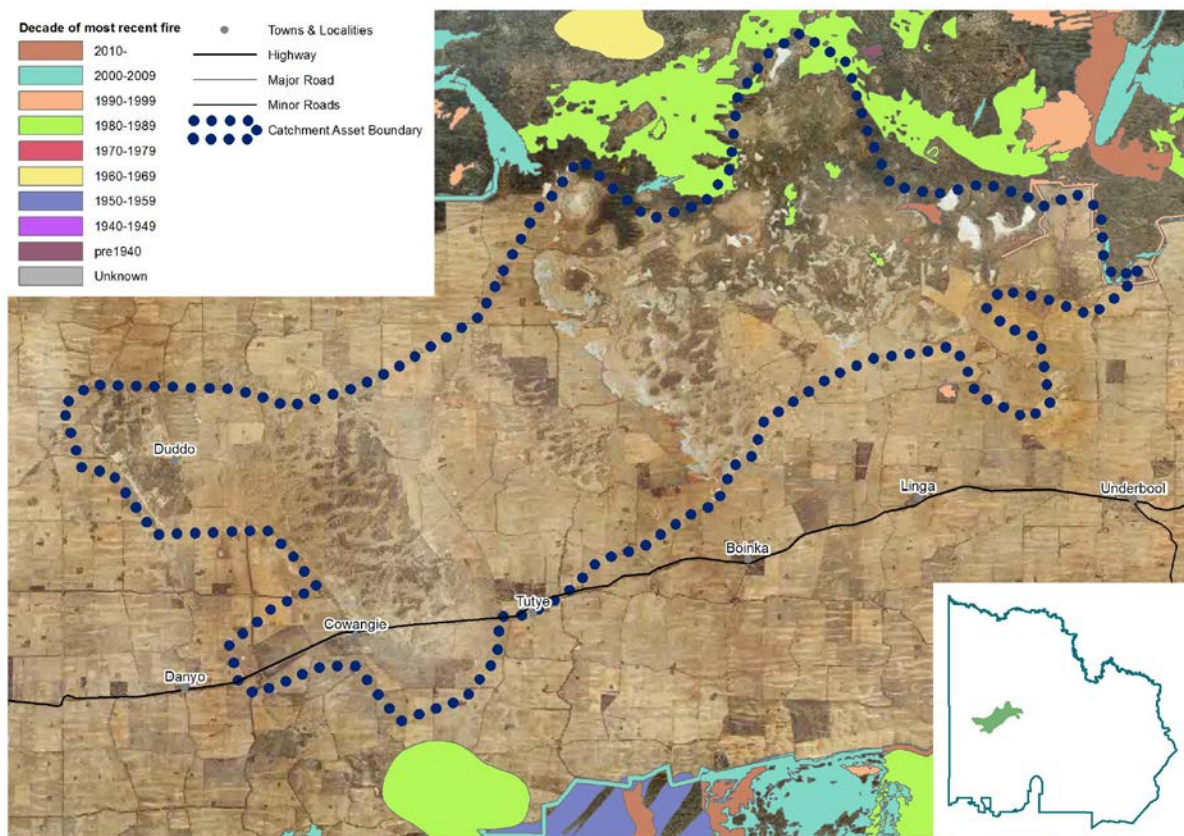 Decade of most recent fire
2010-
2000-2009
1990-1999
1980-1989
1970-1979
1960-1969
1950-1959
1940-1949
pre1940
Unknown
Towns & Localities
Highway
Major Road
Minor Roads
Catchment Asset Boundary
Duddo
Linga
Underbool
Boinka
Tutye
Cowangie
Danyo